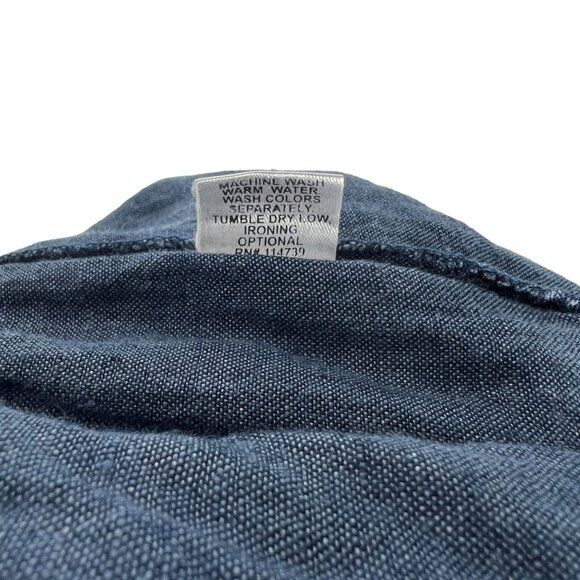 MACHINE WASH
WARM WATER.
WASH COLORS
SEPARATELY.
TUMBLE DRY LOW,
IRONING
OPTIONAL
RN# 114739